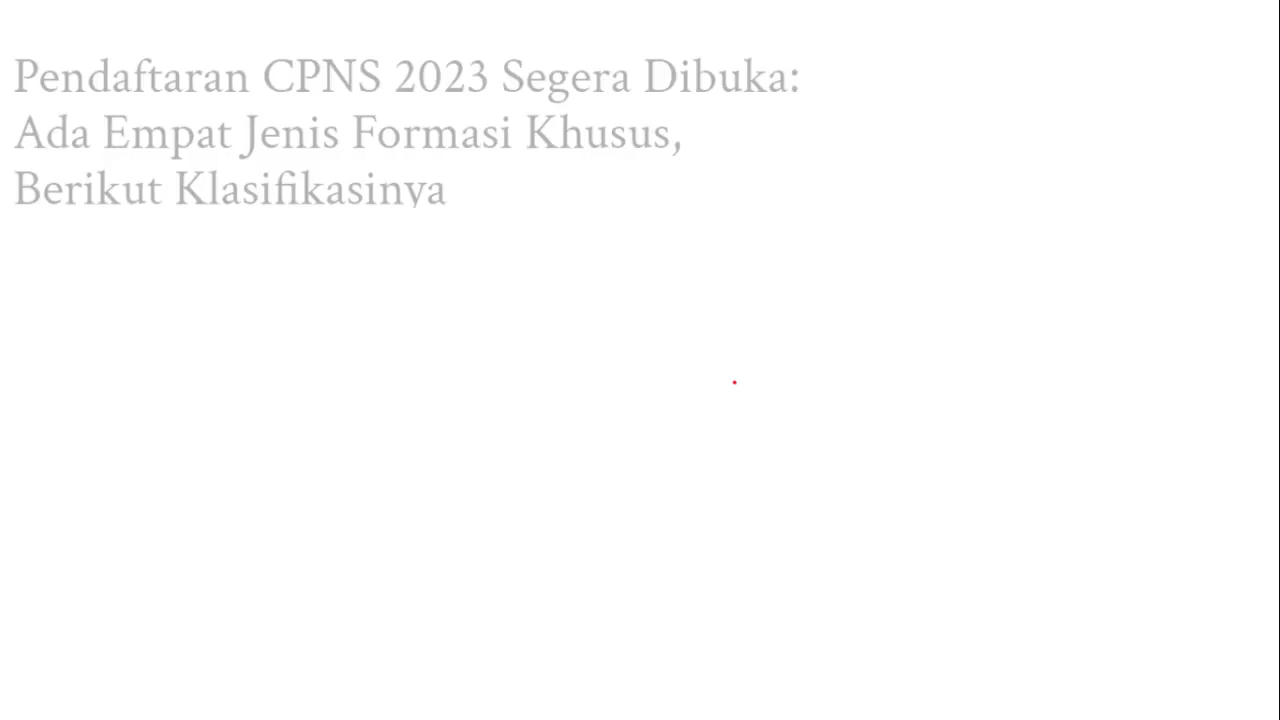 Pendaftaran CPNS 2023 Segera Dibuka:
Ada Empat Jenis Formasi Khusus,
Berikut Klasifikasinya